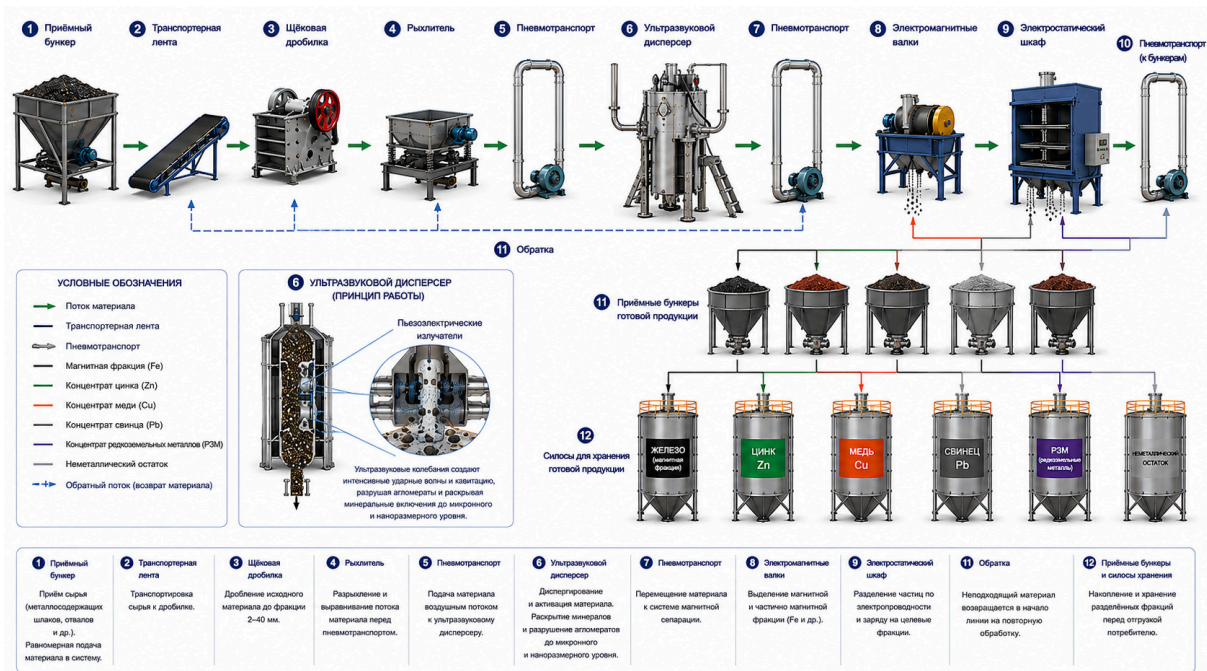 1 Приёмный
бункер
2 Транспортерная
лента
3 Щёковая
дробилка
4 Рыхлитель
5 Пневмотранспорт
6 Ультразвуковой
дисперсер
7 Пневмотранспорт
8 Электромагнитные
валки
9 Электростатический
шкаф
10 Пневмотранспорт
(к бункерам)
11 Обратка
УСЛОВНЫЕ ОБОЗНАЧЕНИЯ
Поток материала
Транспортерная лента
Пневмотранспорт
Магнитная фракция (Fe)
Концентрат цинка (Zn)
Концентрат меди (Cu)
Концентрат свинца (Pb)
Концентрат редкоземельных металлов (РЗМ)
Неметаллический остаток
Обратный поток (возврат материала)
6 УЛЬТРАЗВУКОВОЙ ДИСПЕРСЕР
(ПРИНЦИП РАБОТЫ)
Пьезоэлектрические
излучатели
Ультразвуковые колебания создают
интенсивные ударные волны и кавитацию,
разрушая агломераты и раскрывая
минеральные включения до микронного
и наноразмерного уровня.
11 Приёмные бункеры
готовой продукции
12
Силосы для хранения
готовой продукции
ЖЕЛЕЗО
(магнитная
фракция)
ЦИНК
Zn
МЕДЬ
Cu
СВИНЕЦ
Pb
РЗМ
(редкоземельные
металлы)
НЕМЕТАЛЛИЧЕСКИЙ
ОСТАТОК
1 Приёмный
бункер
Приём сырья
(металлосодержащих
шлаков, отвалов
и др.).
Равномерная подача
материала в систему.
2 Транспортерная
лента
Транспортировка
сырья к дробилке.
3 Щёковая
дробилка
Дробление исходного
материала до фракции
2–40 мм.
4 Рыхлитель
Разрыхление и
выравнивание потока
материала перед
пневмотранспортом.
5 Пневмотранспорт
Подача материала
воздушным потоком
к ультразвуковому
дисперсеру.
6 Ультразвуковой
дисперсер
Диспергирование
и активация материала.
Раскрытие минералов
и разрушение агломератов
до микронного
и наноразмерного уровня.
7 Пневмотранспорт
Перемещение материала
к системе магнитной
сепарации.
8 Электромагнитные
валки
Выделение магнитной
и частично магнитной
фракции (Fe и др.).
9 Электростатический
шкаф
Разделение частиц по
электропроводности
и заряду на целевые
фракции.
11 Обратка
Неподходящий материал
возвращается в начало
линии на повторную
обработку.
12 Приёмные бункеры
и силосы хранения
Накопление и хранение
разделённых фракций
перед отгрузкой
потребителю.